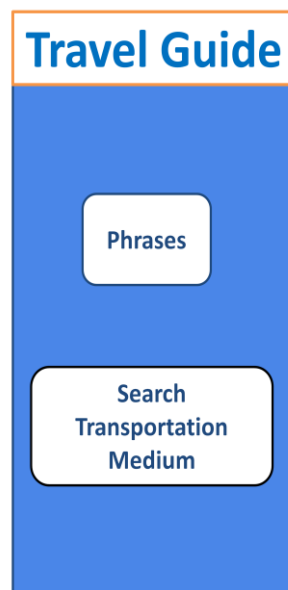 Travel Guide
Phrases
Search
Transportation
Medium